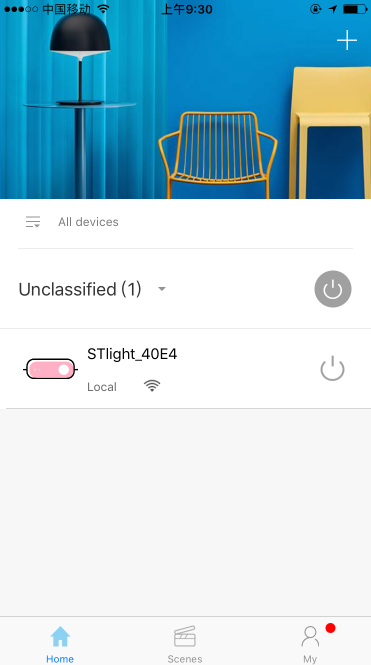 中国移动 上午9:30
All devices
Unclassified (1)
STlight_40E4
Local
Home Scenes My